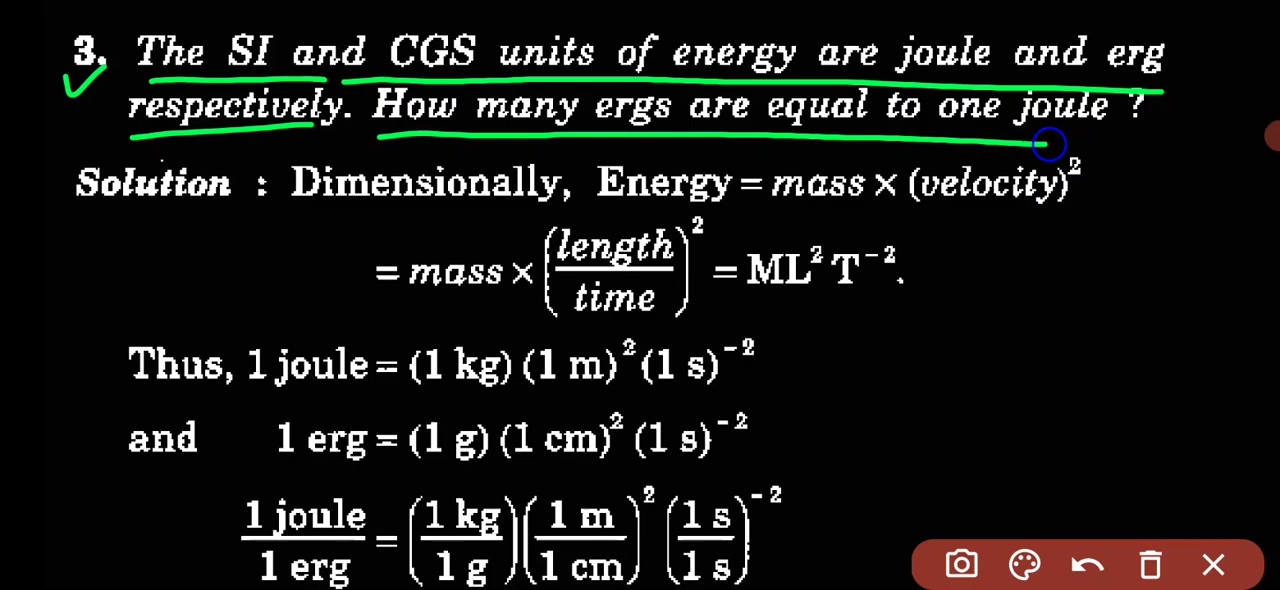 3. The SI and CGS units of energy are joule and erg
respectively. How many ergs are equal to one joule ?
Solution : Dimensionally, Energy = mass × (velocity)²
= mass × (length/time)² = ML² T⁻².
Thus, 1 joule = (1 kg) (1 m)² (1 s)⁻²
and 1 erg = (1 g) (1 cm)² (1 s)⁻²
1 joule/1 erg = (1 kg/1 g) (1 m/1 cm)² (1 s/1 s)⁻²